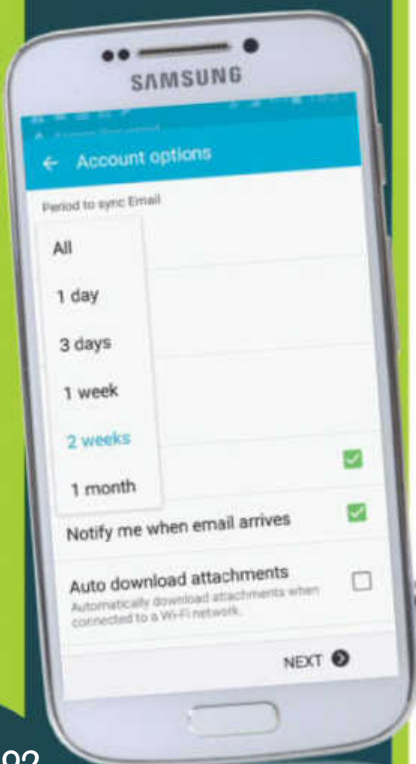 SAMSUNG
← Account options
Period to sync Email
All
1 day
3 days
1 week
2 weeks
1 month
Notify me when email arrives
Auto download attachments
Automatically download attachments when
connected to a Wi-Fi network.
NEXT
92